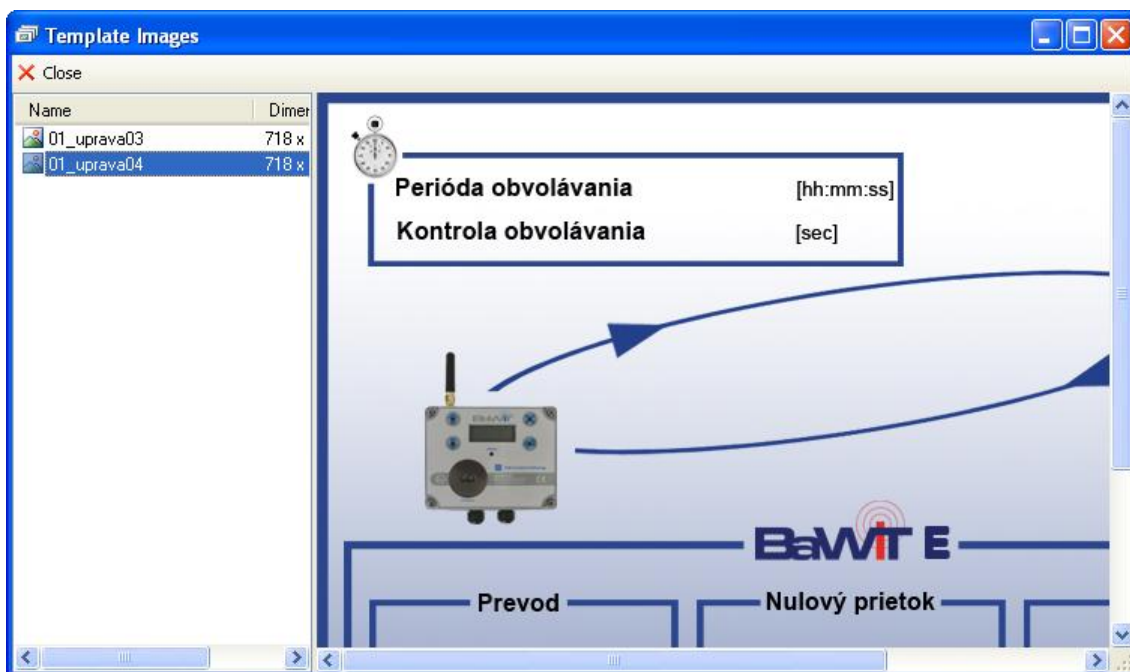 Template Images
Close
Name Dimer
01_uprava03 718 x
01_uprava04 718 x
Perióda obvolávania [hh:mm:ss]
Kontrola obvolávania [sec]
BaWiT
BaWiT E
Prevod
Nulový prietok